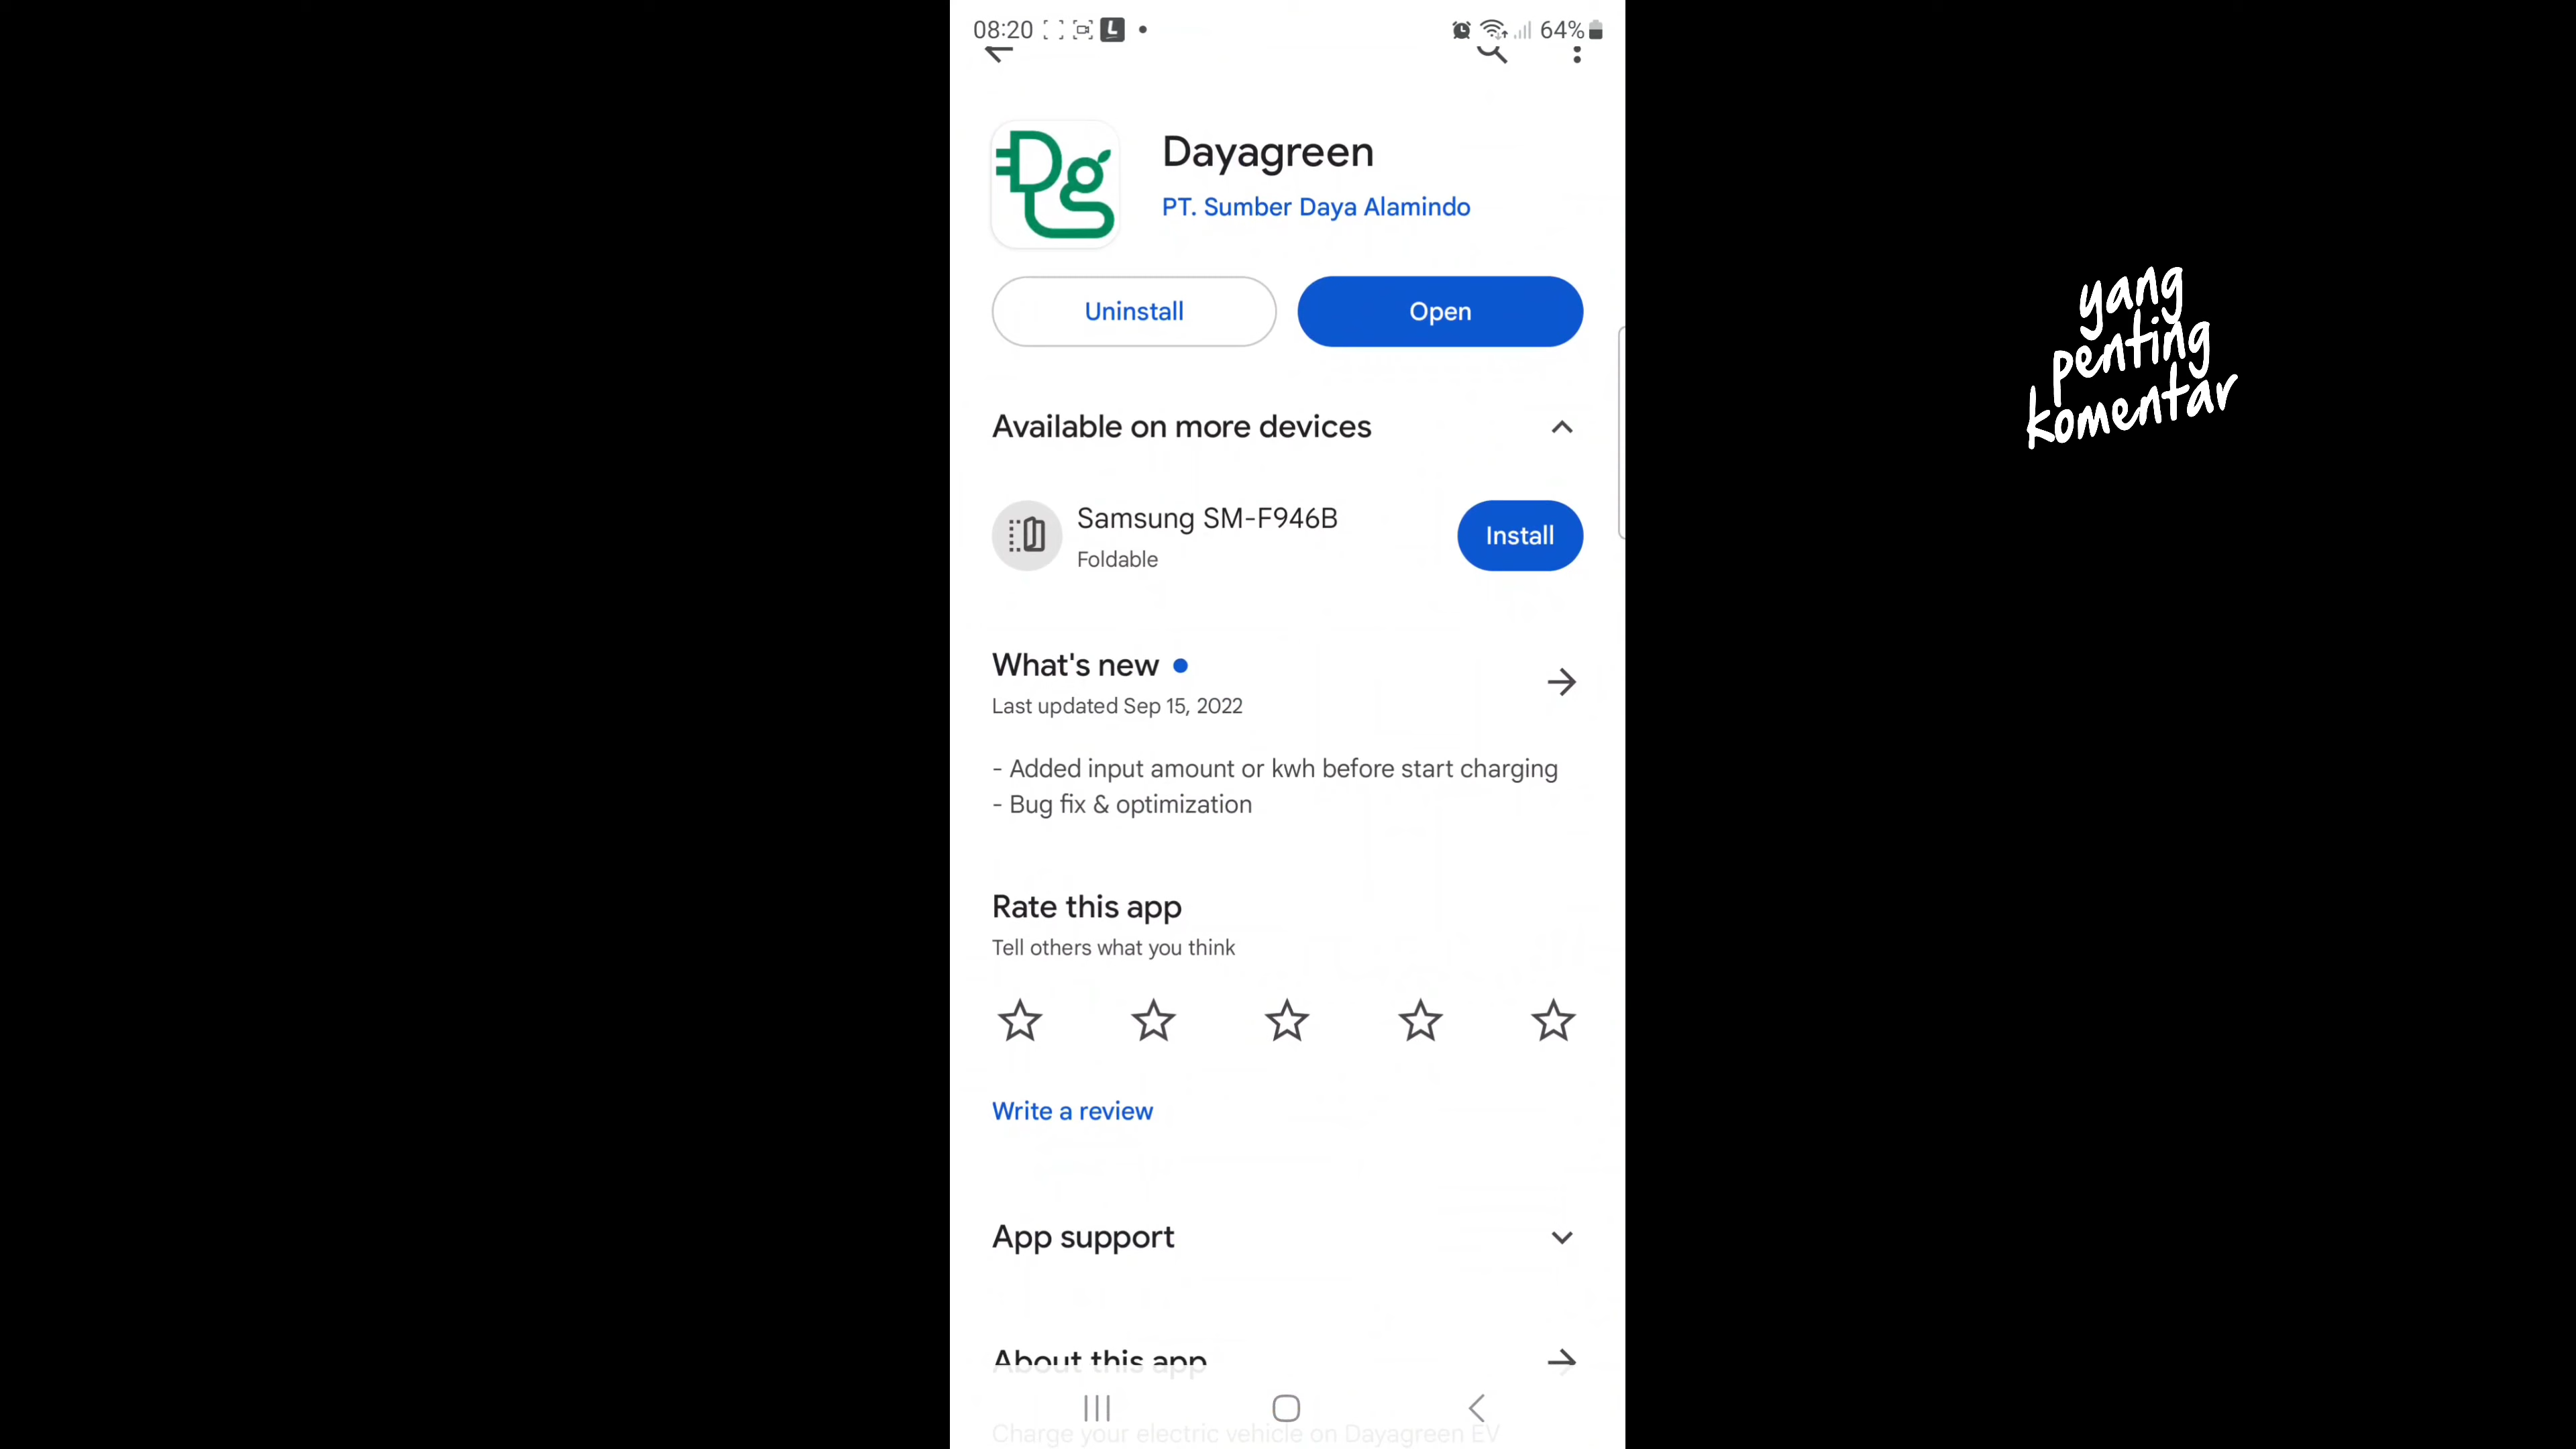 08:20
64%
Dg
Dayagreen
PT. Sumber Daya Alamindo
Uninstall
Open
Available on more devices
Samsung SM-F946B
Foldable
Install
What's new
Last updated Sep 15, 2022
- Added input amount or kwh before start charging
- Bug fix & optimization
Rate this app
Tell others what you think
Write a review
App support
About this app
Charge your electric vehicle on Dayagreen EV
yang
penting
komentar